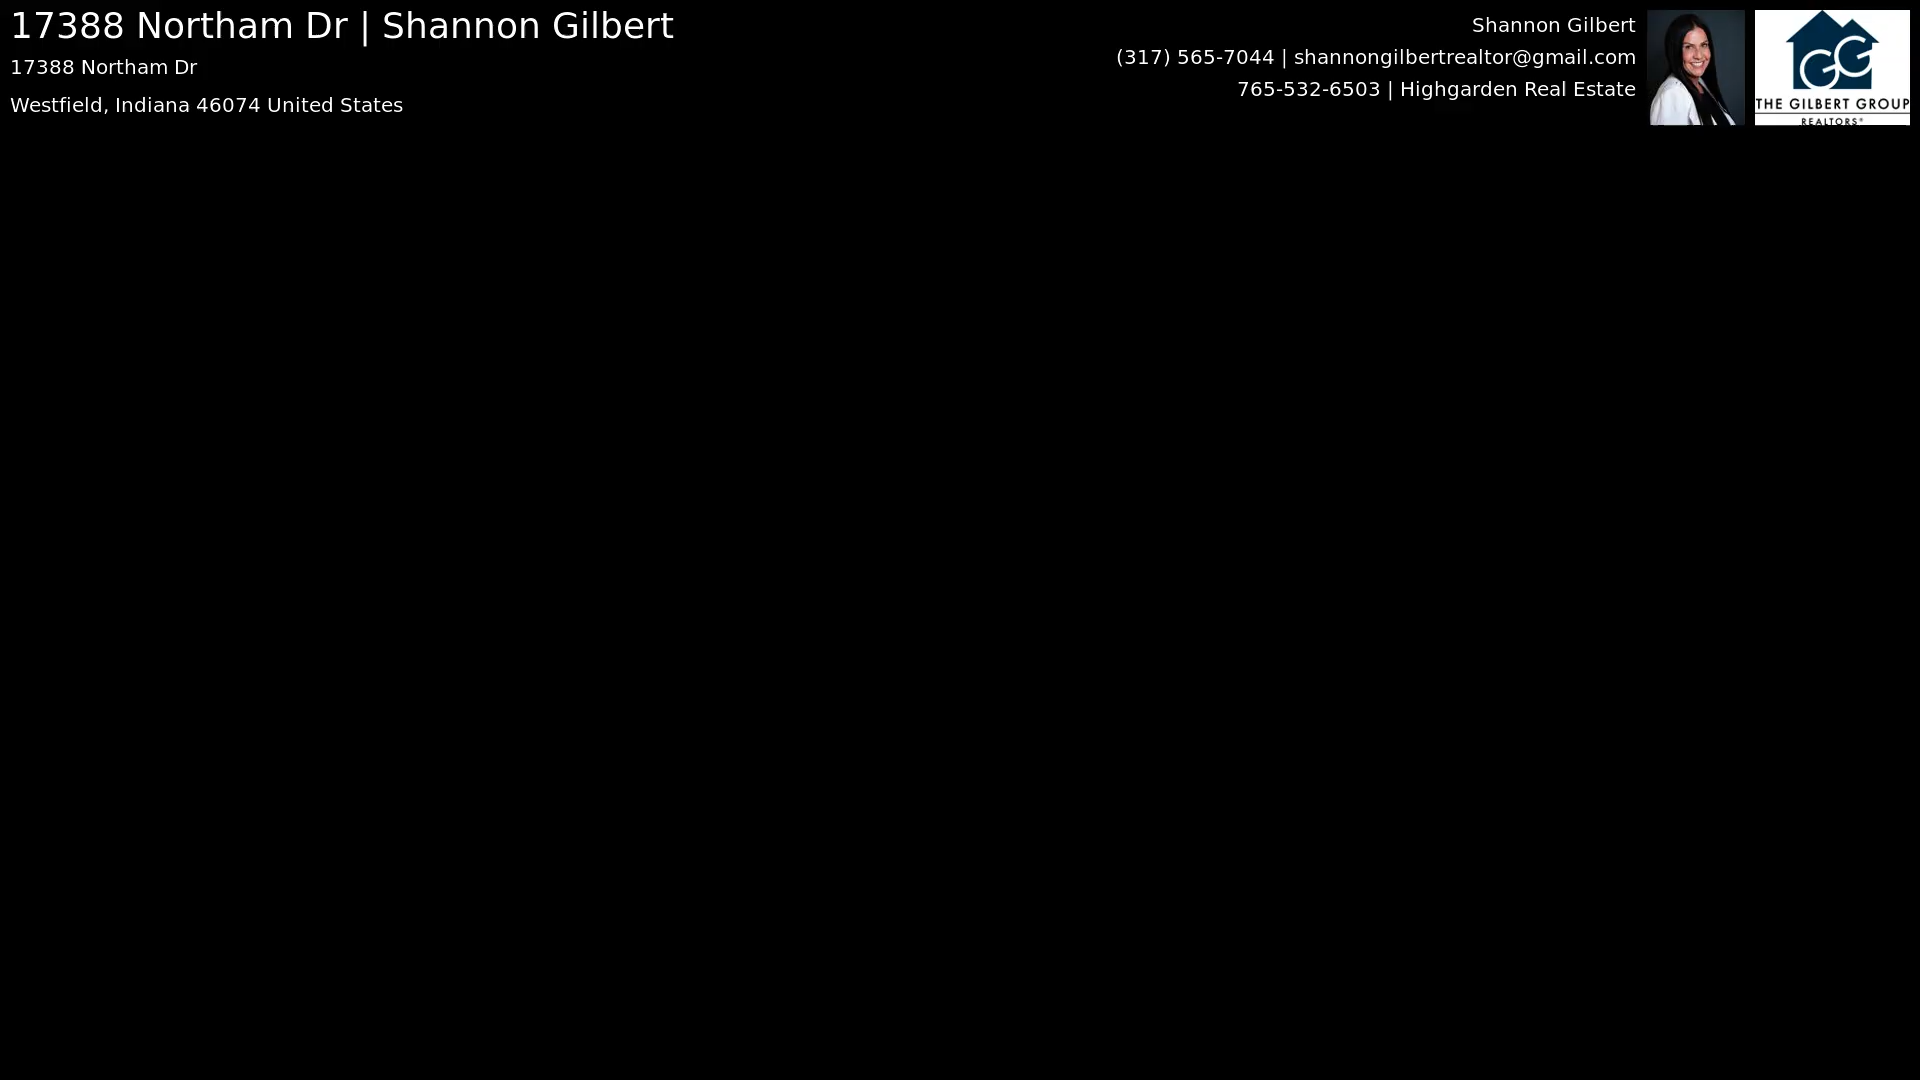 17388 Northam Dr | Shannon Gilbert
17388 Northam Dr
Westfield, Indiana 46074 United States
Shannon Gilbert
(317) 565-7044 | shannongilbertrealtor@gmail.com
765-532-6503 | Highgarden Real Estate
GG
THE GILBERT GROUP
REALTORS®